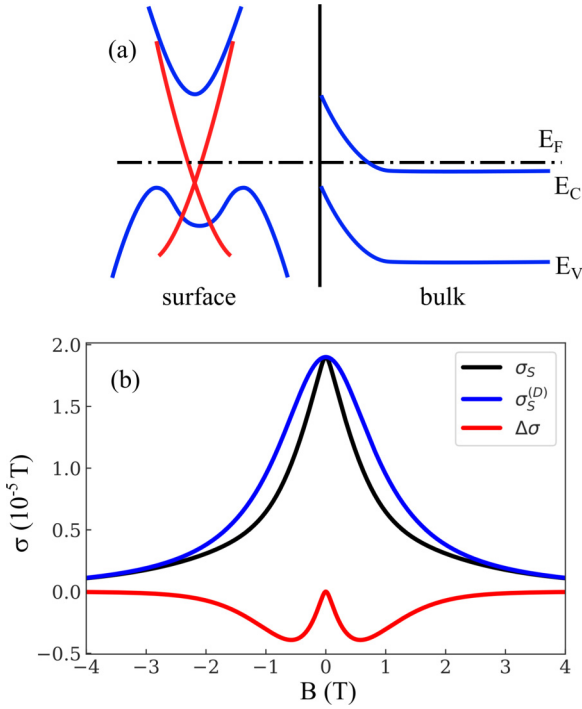 (a)
E_F
E_C
E_V
surface
bulk
(b)
σ_S
σ_S^(D)
Δσ
σ (10^-5 T)
2.0
1.5
1.0
0.5
0.0
−0.5
−4 −3 −2 −1 0 1 2 3 4
B (T)